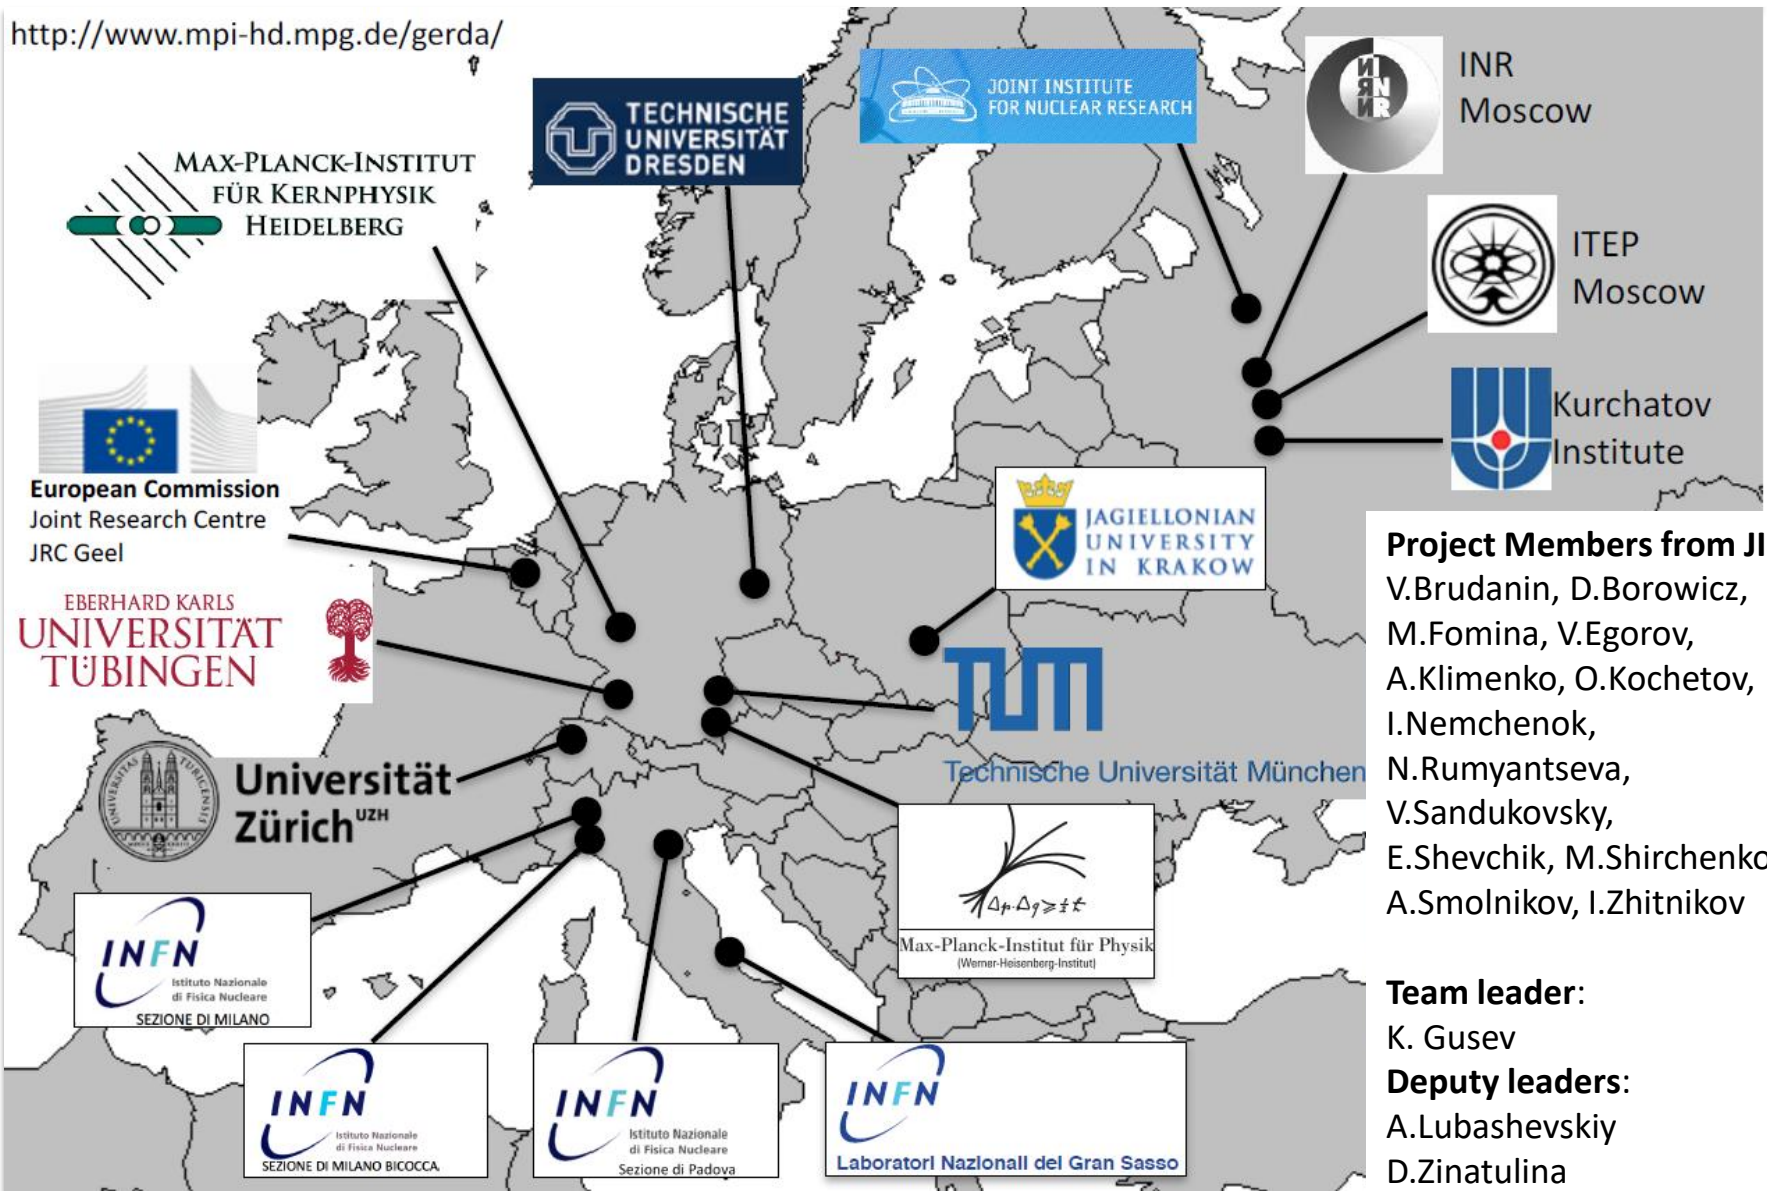 http://www.mpi-hd.mpg.de/gerda/
MAX-PLANCK-INSTITUT
FÜR KERNPHYSIK
HEIDELBERG
TECHNISCHE
UNIVERSITÄT
DRESDEN
JOINT INSTITUTE
FOR NUCLEAR RESEARCH
INR
Moscow
ITEP
Moscow
Kurchatov
Institute
European Commission
Joint Research Centre
JRC Geel
EBERHARD KARLS
UNIVERSITÄT
TÜBINGEN
JAGIELLONIAN
UNIVERSITY
IN KRAKOW
TUM
Technische Universität München
Universität
Zürich UZH
Δp·Δq≥½ℏ
Max-Planck-Institut für Physik
(Werner-Heisenberg-Institut)
INFN
Istituto Nazionale
di Fisica Nucleare
SEZIONE DI MILANO
INFN
Istituto Nazionale
di Fisica Nucleare
SEZIONE DI MILANO BICOCCA
INFN
Istituto Nazionale
di Fisica Nucleare
Sezione di Padova
INFN
Laboratori Nazionali del Gran Sasso
Project Members from JI
V.Brudanin, D.Borowicz,
M.Fomina, V.Egorov,
A.Klimenko, O.Kochetov,
I.Nemchenok,
N.Rumyantseva,
V.Sandukovsky,
E.Shevchik, M.Shirchenko
A.Smolnikov, I.Zhitnikov
Team leader:
K. Gusev
Deputy leaders:
A.Lubashevskiy
D.Zinatulina